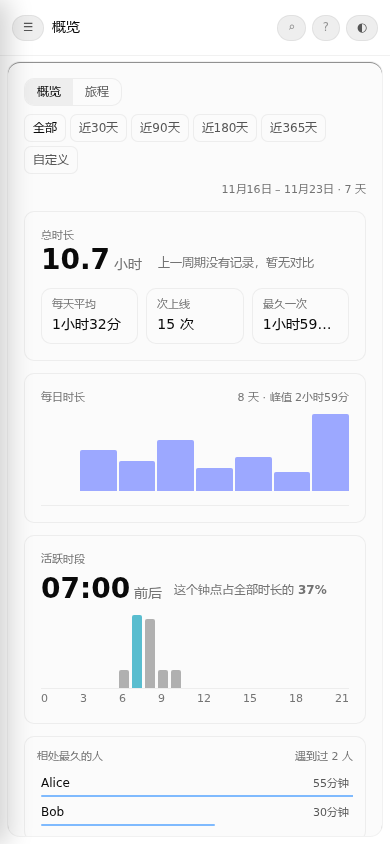 ☰ 概览 ⌕ ? ◐
概览 旅程
全部 近30天 近90天 近180天 近365天
自定义
11月16日 – 11月23日 · 7 天
总时长
10.7 小时 上一周期没有记录，暂无对比
每天平均 次上线 最久一次
1小时32分 15 次 1小时59…
每日时长 8 天 · 峰值 2小时59分
活跃时段
07:00 前后 这个钟点占全部时长的 37%
0 3 6 9 12 15 18 21
相处最久的人 遇到过 2 人
Alice 55分钟
Bob 30分钟